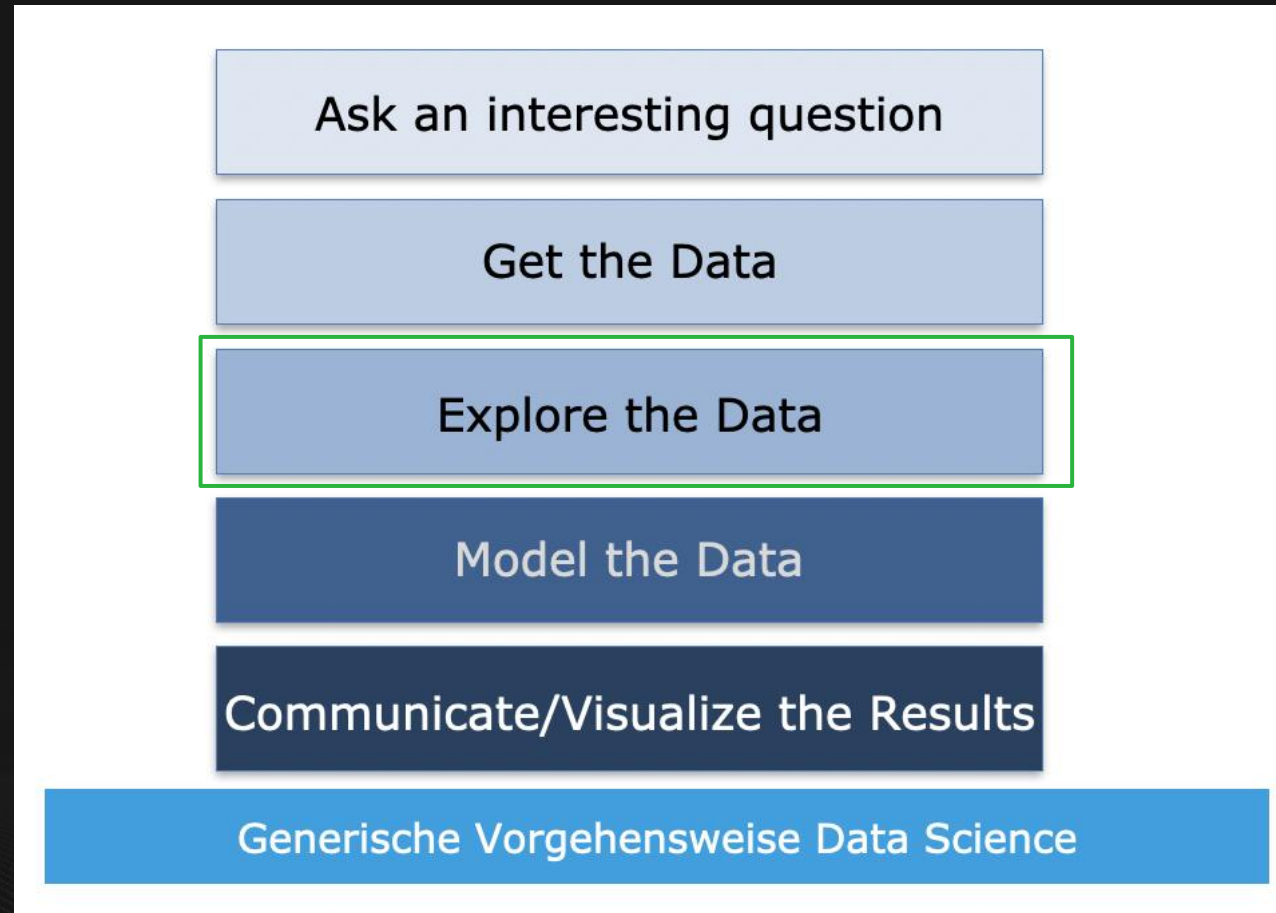 Ask an interesting question
Get the Data
Explore the Data
Model the Data
Communicate/Visualize the Results
Generische Vorgehensweise Data Science